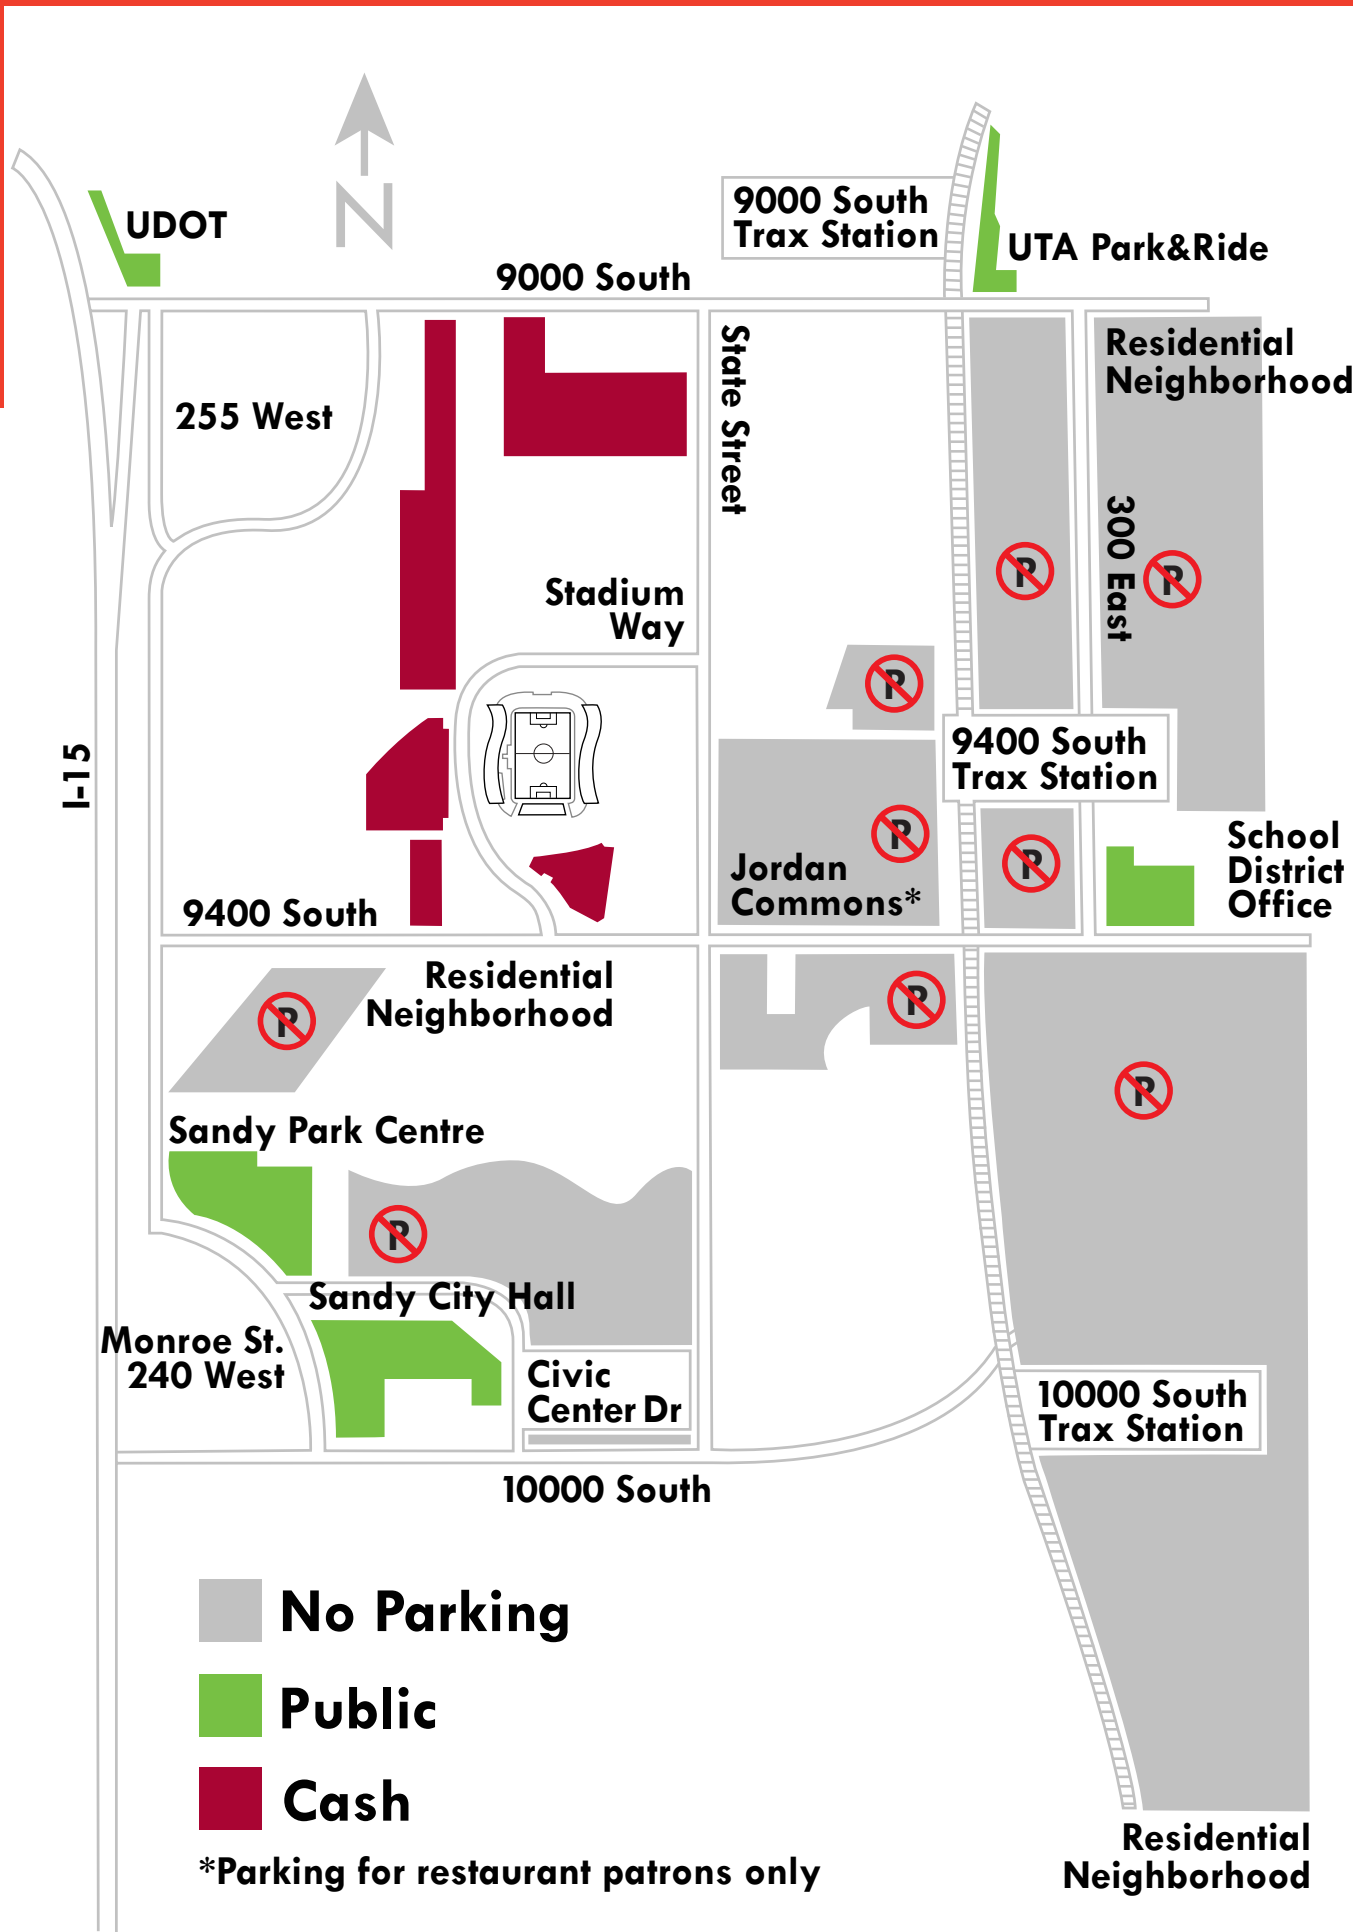 N
UDOT
9000 South
Trax Station
UTA Park&Ride
9000 South
State Street
Residential
Neighborhood
255 West
300 East
P
P
Stadium
Way
P
9400 South
Trax Station
I-15
P
P
School
District
Office
Jordan
Commons*
9400 South
Residential
Neighborhood
P
P
P
Sandy Park Centre
P
Sandy City Hall
Monroe St.
240 West
Civic
Center Dr
10000 South
Trax Station
10000 South
No Parking
Public
Cash
*Parking for restaurant patrons only
Residential
Neighborhood